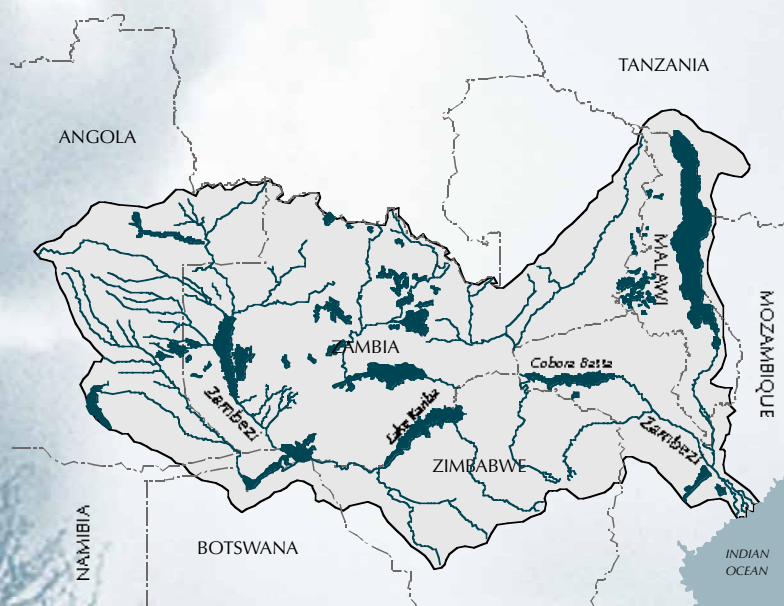 TANZANIA
ANGOLA
MALAWI
MOZAMBIQUE
ZAMBIA
Cobora Bassa
Zambezi
Lake Kariba
Zambezi
ZIMBABWE
NAMIBIA
BOTSWANA
INDIAN
OCEAN